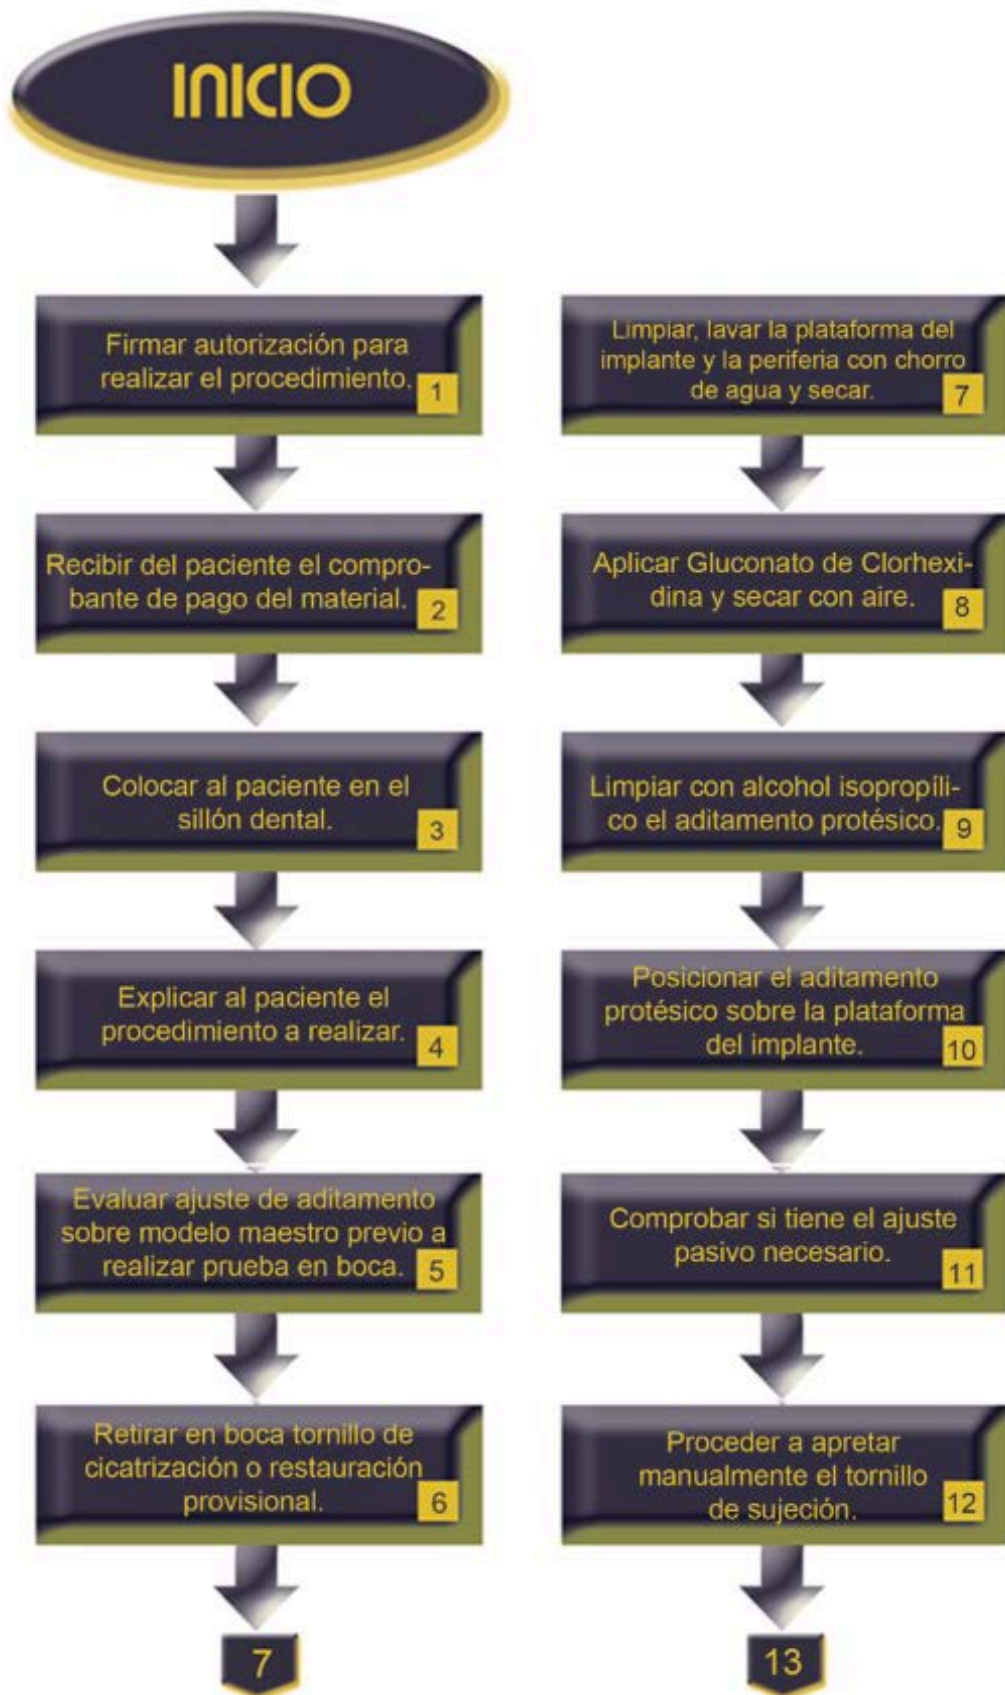 INICIO
Firmar autorización para
realizar el procedimiento.
1
Recibir del paciente el compro-
bante de pago del material.
2
Colocar al paciente en el
sillón dental.
3
Explicar al paciente el
procedimiento a realizar.
4
Evaluar ajuste de aditamento
sobre modelo maestro previo a
realizar prueba en boca.
5
Retirar en boca tornillo de
cicatrización o restauración
provisional.
6
7
Limpiar, lavar la plataforma del
implante y la periferia con chorro
de agua y secar.
7
Aplicar Gluconato de Clorhexi-
dina y secar con aire.
8
Limpiar con alcohol isopropíli-
co el aditamento protésico.
9
Posicionar el aditamento
protésico sobre la plataforma
del implante.
10
Comprobar si tiene el ajuste
pasivo necesario.
11
Proceder a apretar
manualmente el tornillo
de sujeción.
12
13